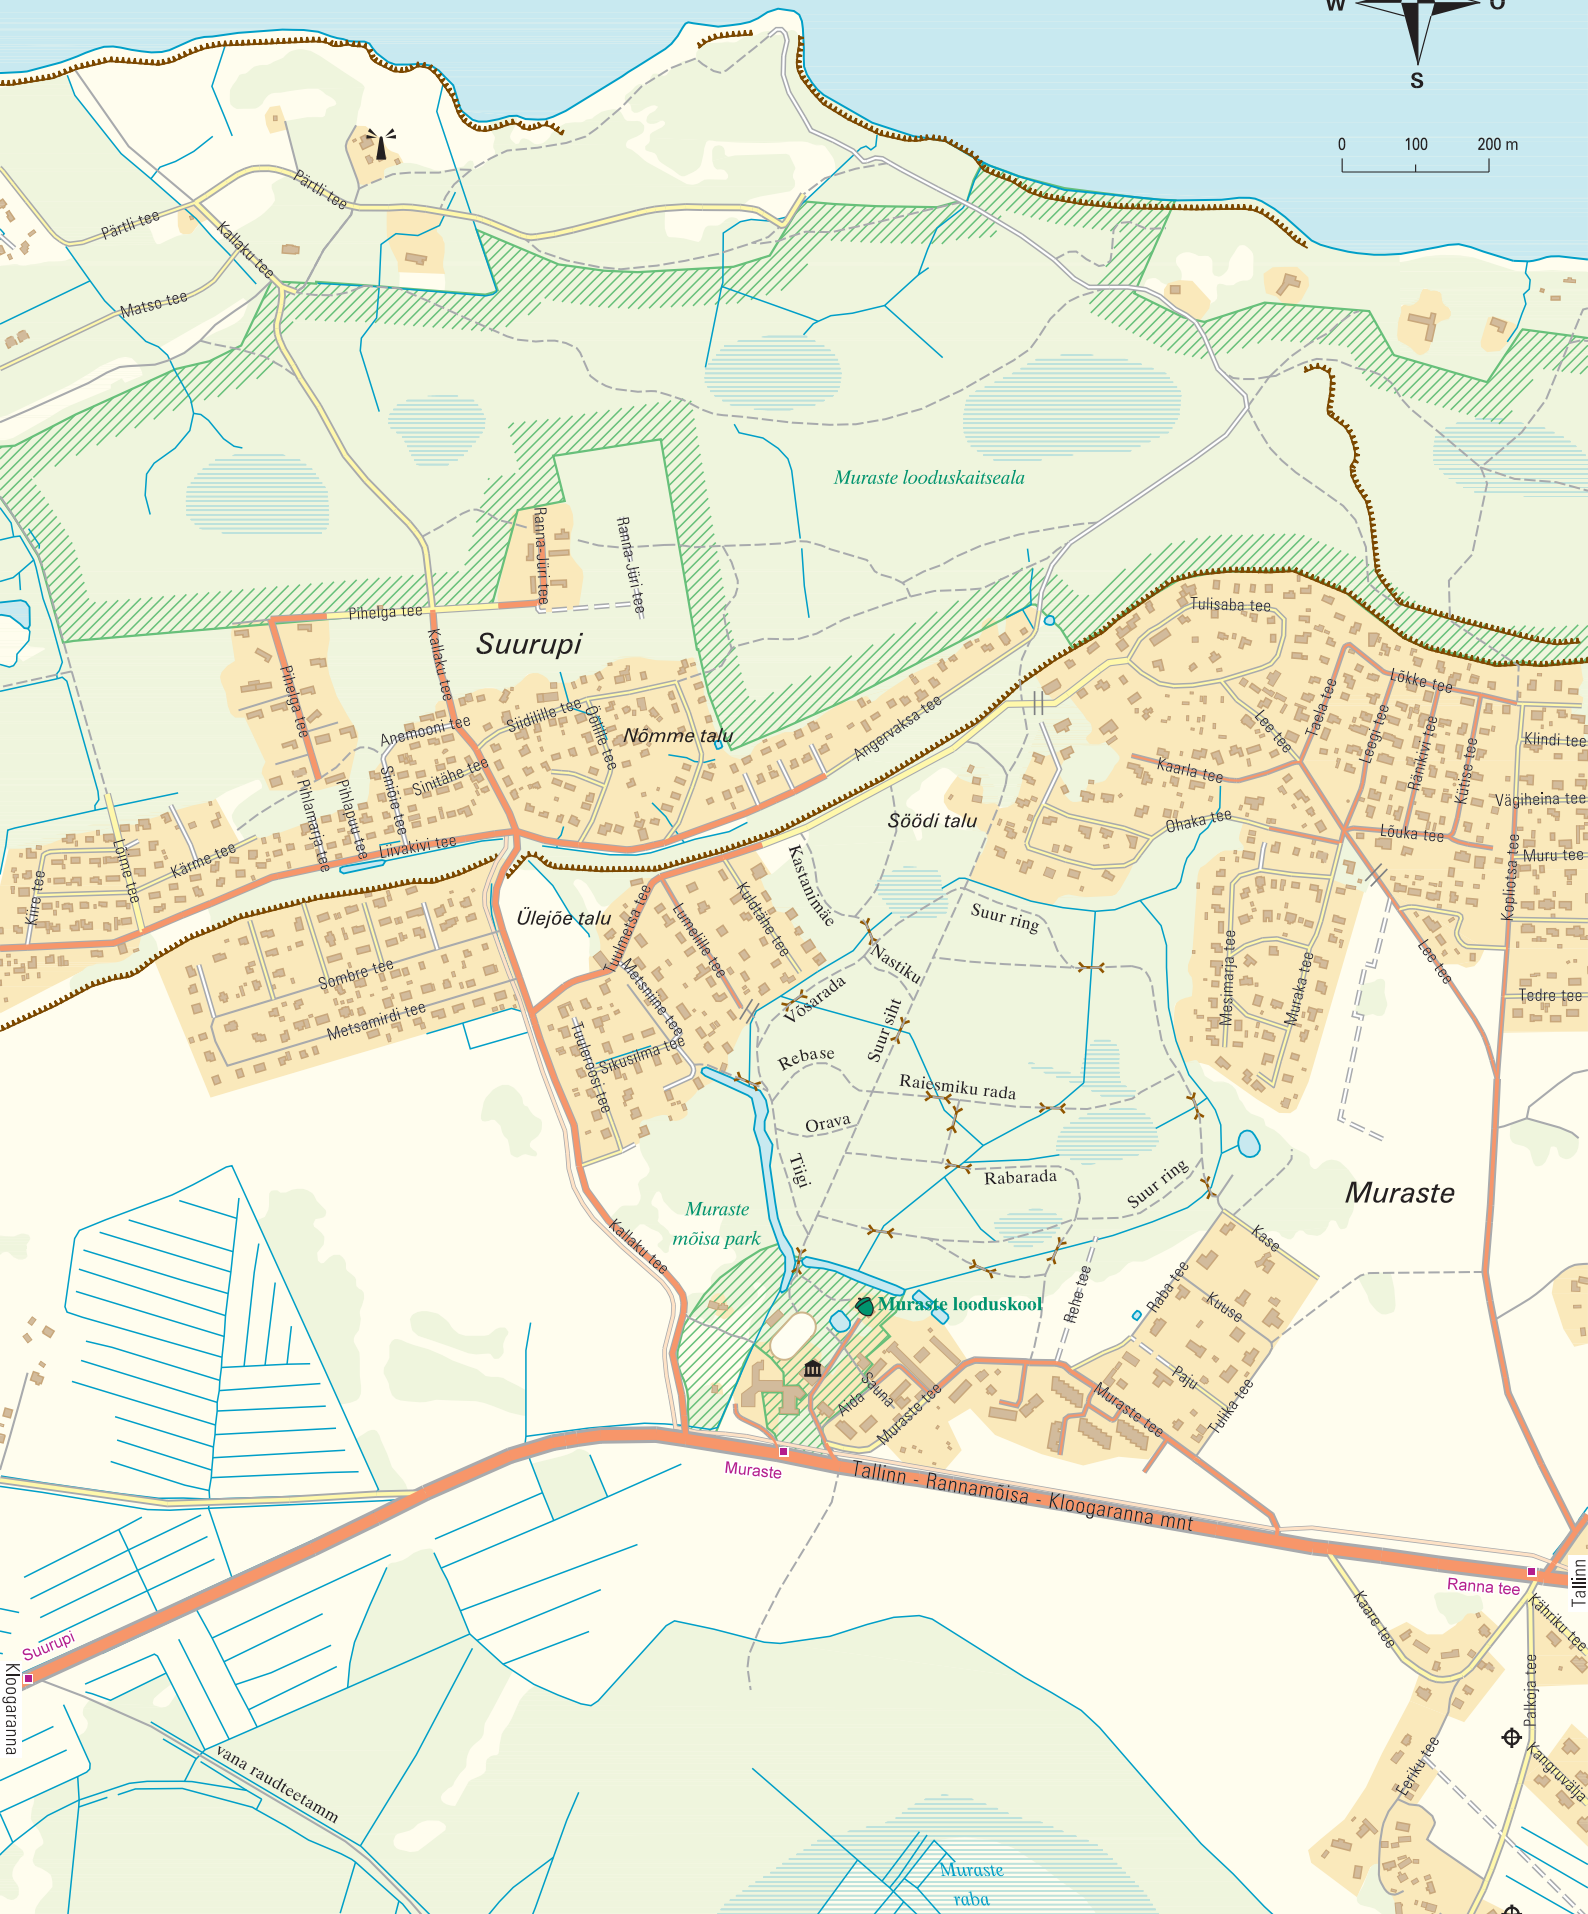 W
O
S
0
100
200 m
Pärtli tee
Pärtli tee
Kallaku tee
Matso tee
Muraste looduskaitseala
Ranna-Jüri tee
Ranna-Jüri tee
Pihelga tee
Suurupi
Kallaku tee
Pihelga tee
Tulisaba tee
Lõkke tee
Anemooni tee
Siidilille tee
Öölille tee
Nõmme talu
Angervaksa tee
Lee tee
Taela tee
Leegi tee
Ränikivi tee
Kütise tee
Klindi tee
Sinitähe tee
Sinioie tee
Kaarla tee
Vägiheina tee
Pihlamarja tee
Pihlapuu tee
Söödi talu
Ohaka tee
Lõuka tee
Liivakivi tee
Lõime tee
Kärme tee
Kiire tee
Muru tee
Kastanimäe
Kopliotsa tee
Ülejõe talu
Tuulmetsa tee
Lumelille tee
Kuldtähe tee
Suur ring
Nastiku
Metsniine tee
Sombre tee
Metsamirdi tee
Võsarada
Suur siht
Mesimarja tee
Muraka tee
Lee tee
Tedre tee
Tuuleroosi tee
Sikusilma tee
Rebase
Raiesmiku rada
Orava
Tiigi
Rabarada
Suur ring
Muraste
Muraste
mõisa park
Kallaku tee
Kase
Raba tee
Rehe tee
Kuuse
Muraste looduskool
Paju
Tulika tee
Sauna
Aida
Muraste tee
Muraste tee
Muraste
Tallinn - Rannamõisa - Kloogaranna mnt
Ranna tee
Tallinn
Kaare tee
Kähriku tee
Suurupi
Kloogaranna
Palkoja tee
vana raudteetamm
Eeriku tee
Kangruvälja
Muraste
raba